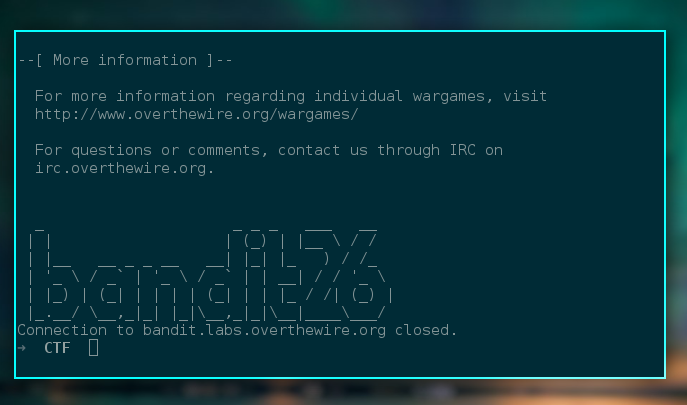 --[ More information ]--
For more information regarding individual wargames, visit
http://www.overthewire.org/wargames/
For questions or comments, contact us through IRC on
irc.overthewire.org.
bandit26
Connection to bandit.labs.overthewire.org closed.
➜ CTF